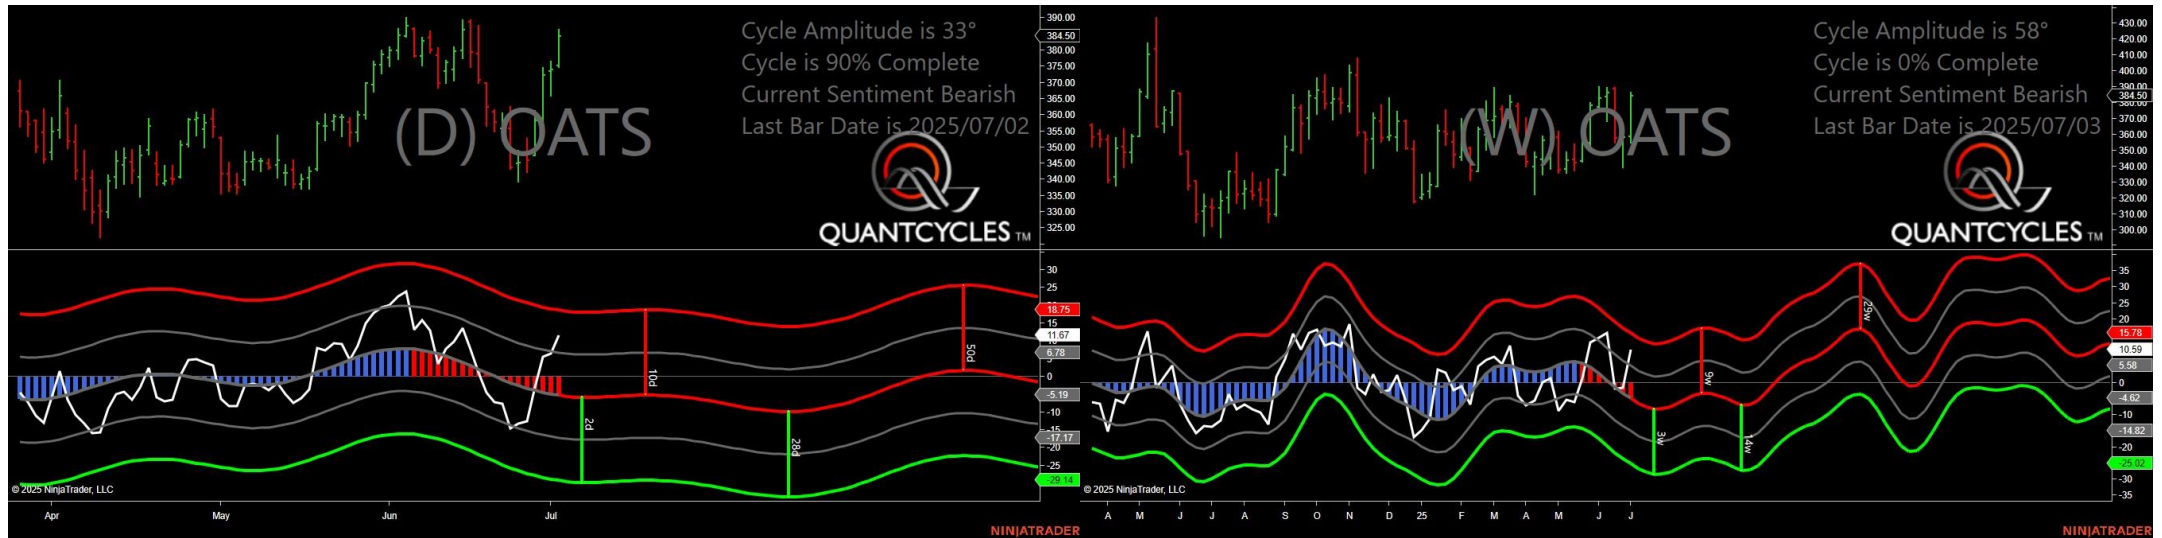 Cycle Amplitude is 33°
Cycle is 90% Complete
Current Sentiment Bearish
Last Bar Date is 2025/07/02
(D) OATS
QUANTCYCLES TM
390.00
384.50
380.00
375.00
370.00
365.00
360.00
355.00
350.00
345.00
340.00
335.00
330.00
325.00
30
25
18.75
15
11.67
6.78
0
-5.19
-10
-17.17
-20
-25
-29.14
2d
10d
28d
50d
© 2025 NinjaTrader, LLC
Apr
May
Jun
Jul
NINJATRADER
Cycle Amplitude is 58°
Cycle is 0% Complete
Current Sentiment Bearish
Last Bar Date is 2025/07/03
(W) OATS
QUANTCYCLES TM
430.00
420.00
410.00
400.00
390.00
384.50
380.00
370.00
360.00
350.00
340.00
330.00
320.00
310.00
300.00
35
30
25
20
15.78
10.59
5.58
0
-4.62
-10
-14.82
-20
-25.02
-30
-35
3w
9w
14w
29w
© 2025 NinjaTrader, LLC
A
M
J
J
A
S
O
N
D
25
F
M
A
M
J
J
NINJATRADER